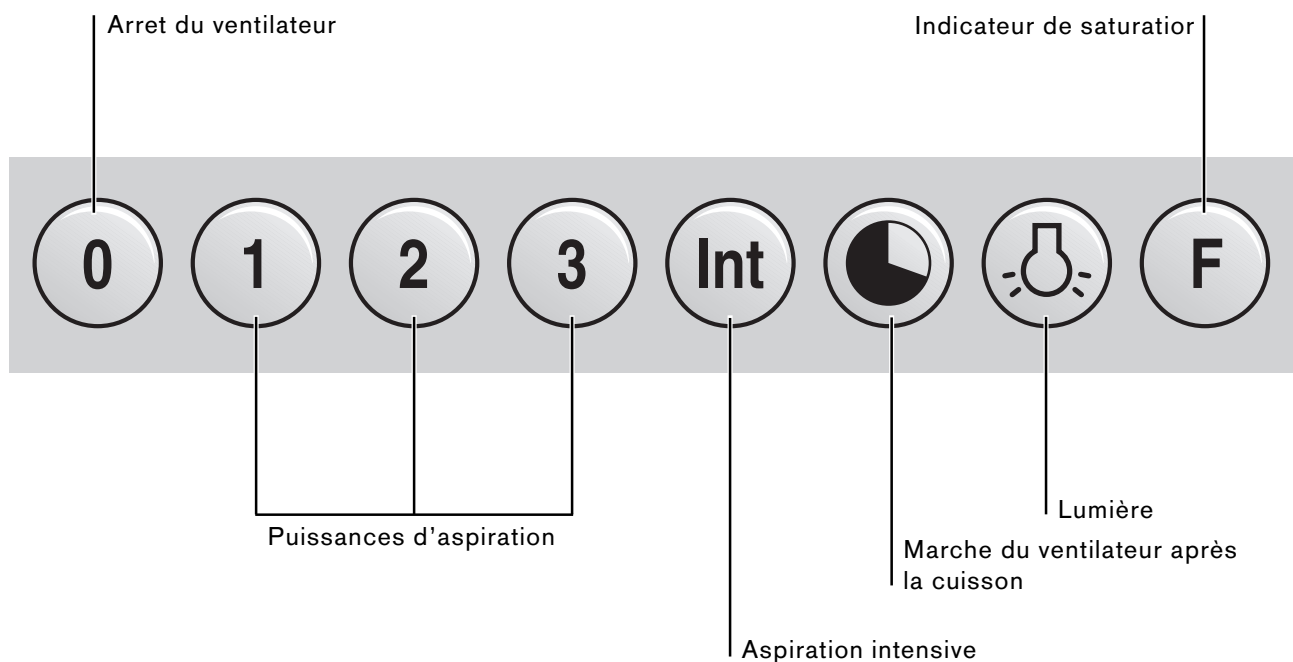 Arret du ventilateur
Indicateur de saturatior
0 1 2 3 Int F
Puissances d'aspiration
Lumière
Marche du ventilateur après
la cuisson
Aspiration intensive